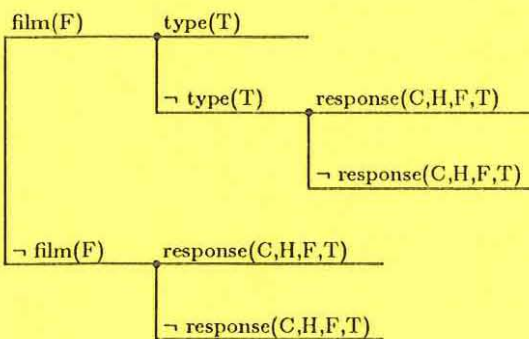 film(F) type(T)
¬ type(T) response(C,H,F,T)
¬ response(C,H,F,T)
¬ film(F) response(C,H,F,T)
¬ response(C,H,F,T)